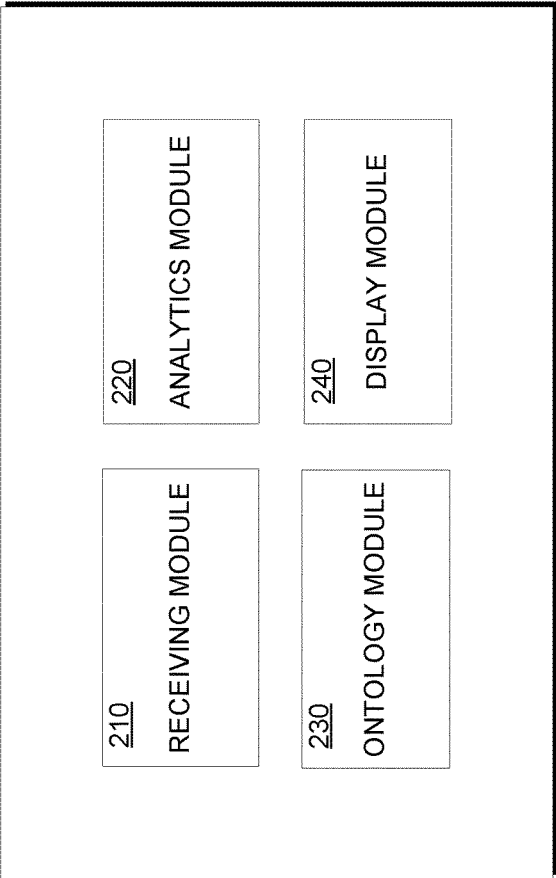 210
RECEIVING MODULE
220
ANALYTICS MODULE
230
ONTOLOGY MODULE
240
DISPLAY MODULE